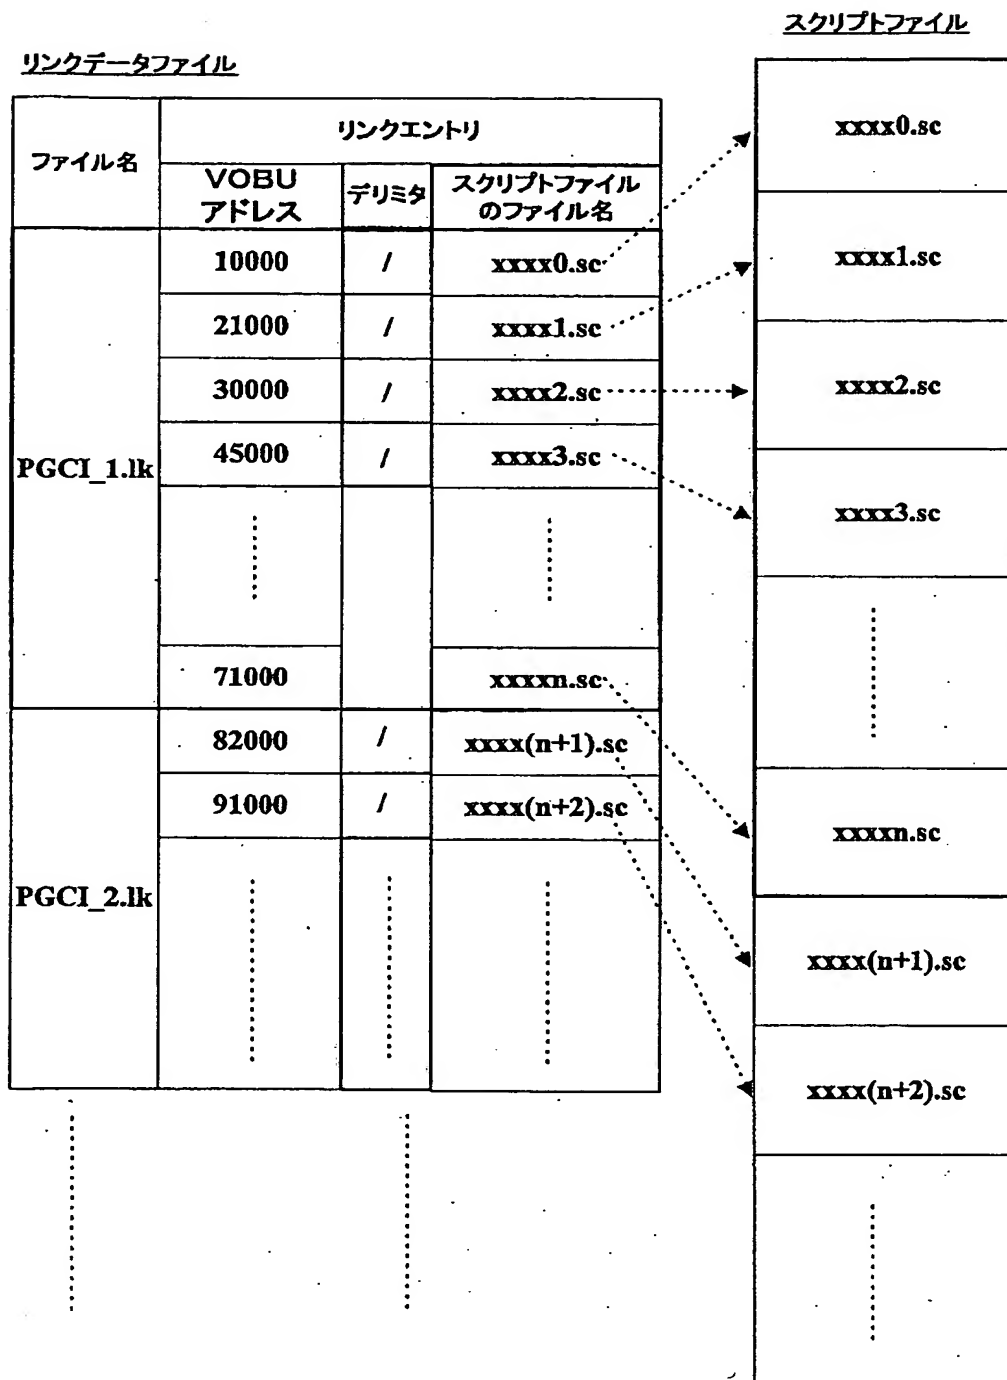 スクリプトファイル
リンクデータファイル
ファイル名
リンクエントリ
VOBU
アドレス
デリミタ
スクリプトファイル
のファイル名
PGCI_1.lk
10000 / xxxx0.sc
21000 / xxxx1.sc
30000 / xxxx2.sc
45000 / xxxx3.sc
71000 xxxxn.sc
PGCI_2.lk
82000 / xxxx(n+1).sc
91000 / xxxx(n+2).sc
xxxx0.sc
xxxx1.sc
xxxx2.sc
xxxx3.sc
xxxxn.sc
xxxx(n+1).sc
xxxx(n+2).sc